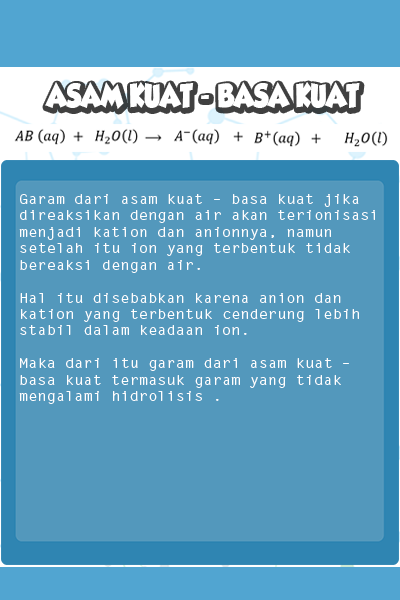 ASAM KUAT - BASA KUAT
AB (aq) + H₂O(l) → A⁻(aq) + B⁺(aq) + H₂O(l)
Garam dari asam kuat - basa kuat jika
direaksikan dengan air akan terionisasi
menjadi kation dan anionnya, namun
setelah itu ion yang terbentuk tidak
bereaksi dengan air.
Hal itu disebabkan karena anion dan
kation yang terbentuk cenderung lebih
stabil dalam keadaan ion.
Maka dari itu garam dari asam kuat -
basa kuat termasuk garam yang tidak
mengalami hidrolisis .